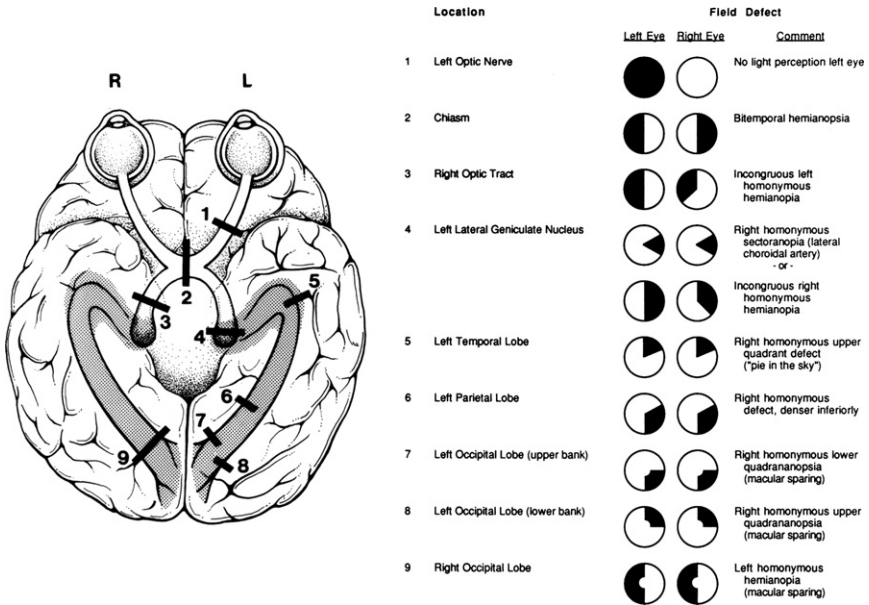 Location Field Defect
Left Eye Right Eye Comment
1 Left Optic Nerve No light perception left eye
R L
2 Chiasm Bitemporal hemianopsia
3 Right Optic Tract Incongruous left
homonymous
hemianopia
4 Left Lateral Geniculate Nucleus Right homonymous
sectoranopia (lateral
choroidal artery)
- or -
Incongruous right
homonymous
hemianopia
5 Left Temporal Lobe Right homonymous upper
quadrant defect
("pie in the sky")
6 Left Parietal Lobe Right homonymous
defect, denser inferiorly
7 Left Occipital Lobe (upper bank) Right homonymous lower
quadrananopsia
(macular sparing)
8 Left Occipital Lobe (lower bank) Right homonymous upper
quadrananopsia
(macular sparing)
9 Right Occipital Lobe Left homonymous
hemianopia
(macular sparing)
1
2
3
4
5
6
7
8
9